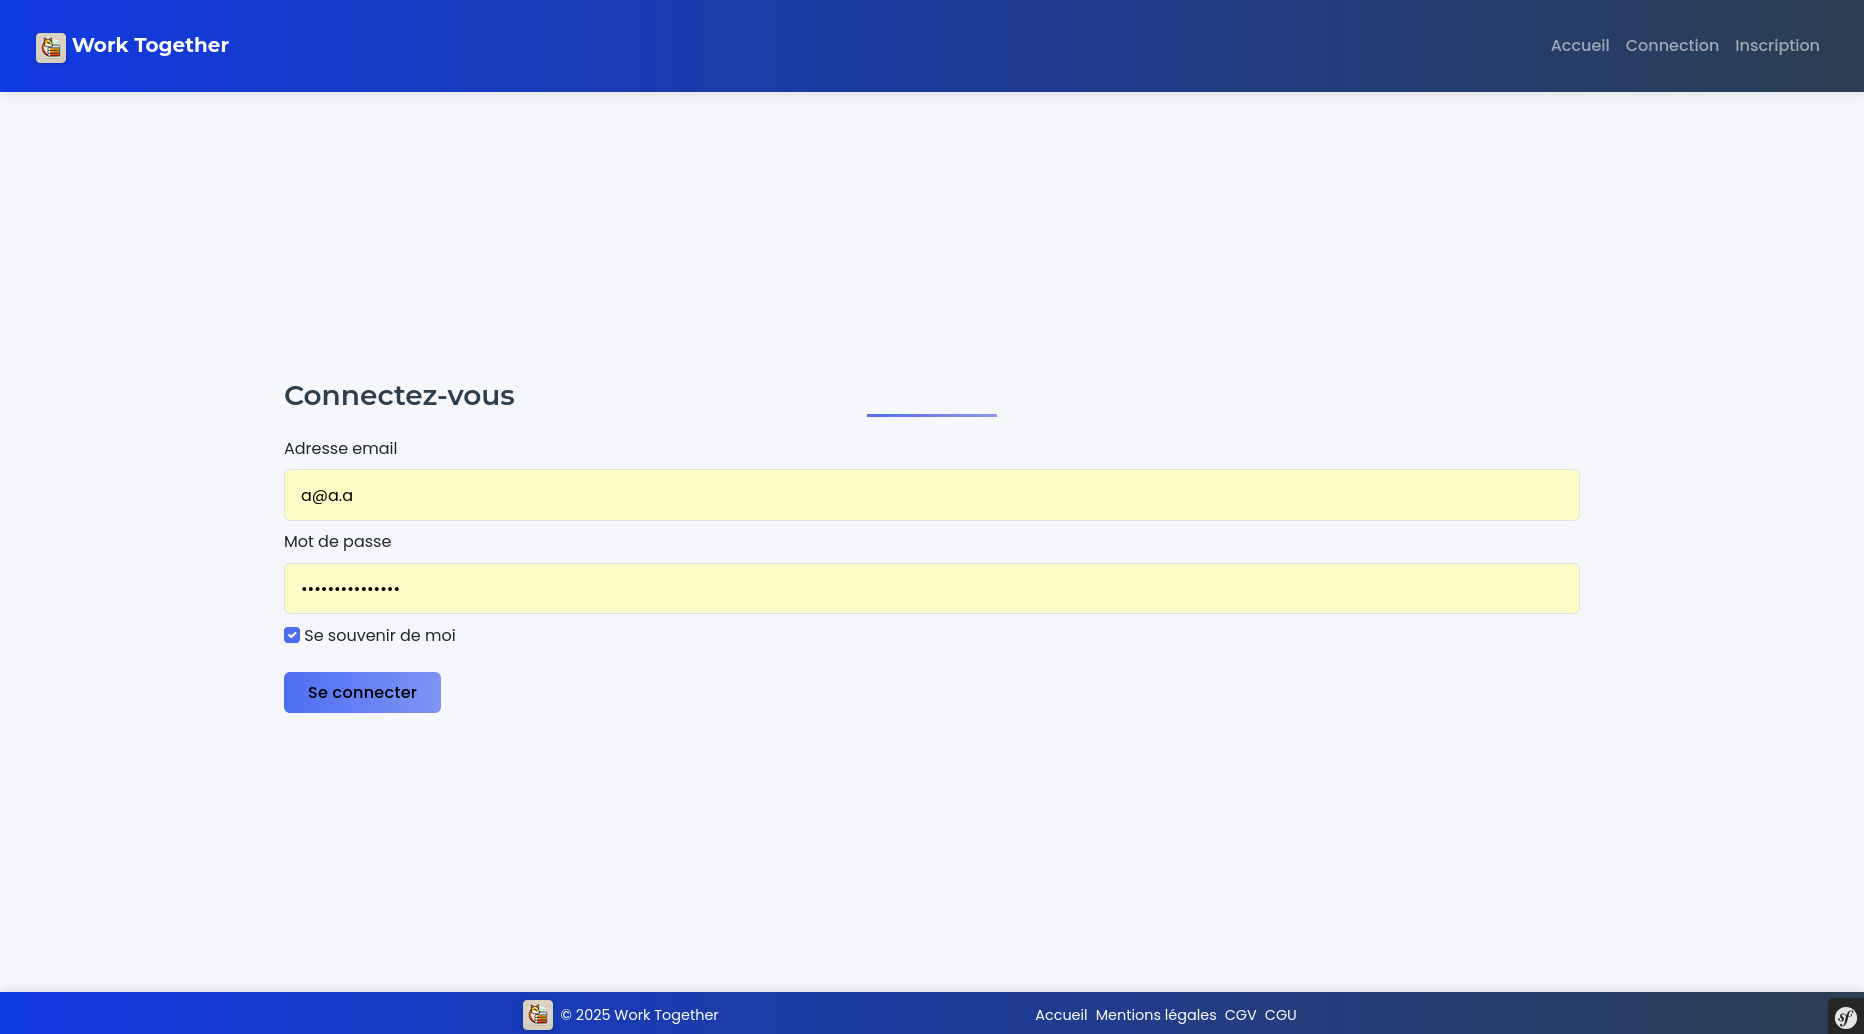 Work Together
Accueil Connection Inscription
Connectez-vous
Adresse email
a@a.a
Mot de passe
•••••••••••••••
Se souvenir de moi
Se connecter
© 2025 Work Together
Accueil Mentions légales CGV CGU
sf